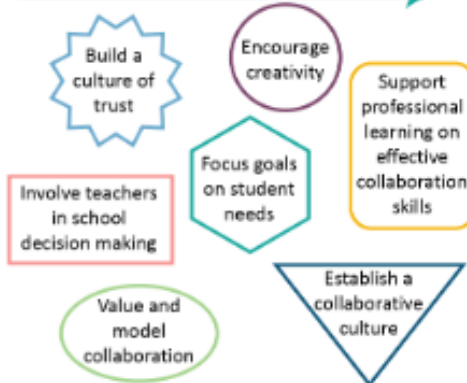 Build a
culture of
trust
Encourage
creativity
Support
professional
learning on
effective
collaboration
skills
Focus goals
on student
needs
Involve teachers
in school
decision making
Establish a
collaborative
culture
Value and
model
collaboration